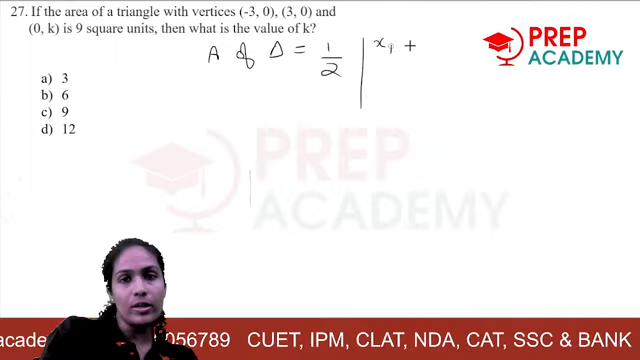 27. If the area of a triangle with vertices (-3, 0), (3, 0) and
(0, k) is 9 square units, then what is the value of k?
A of Δ = 1/2 | x₁ +
PREP
ACADEMY
a) 3
b) 6
c) 9
d) 12
PREP
ACADEMY
acade 056789 CUET, IPM, CLAT, NDA, CAT, SSC & BANK